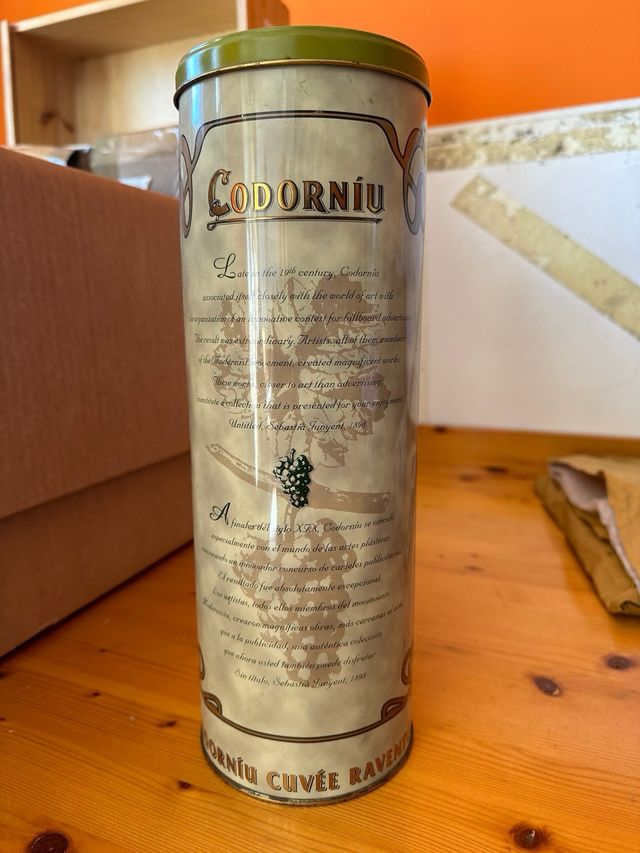 CODORNÍU
Late in the 19th century, Codorníu
associated itself closely with the world of art with
organization of an innovative contest for billboard
The result was extraordinary. Artists, all of them members
of the Modernist movement, created magnificent works.
These works, closer to art than advertising,
constitute a collection that is presented for your enjoyment.
Untitled, Sebastià Junyent, 1898
A finales del siglo XIX, Codorníu se vinculó
especialmente con el mundo de las artes plásticas
convocando un innovador concurso de carteles publicitarios.
El resultado fue absolutamente excepcional.
Los artistas, todos ellos miembros del movimiento
Modernista, crearon magníficas obras, más cercanas al arte
que a la publicidad, una auténtica colección
que ahora usted también puede disfrutar.
Sin título, Sebastià Junyent, 1898
DORNÍU CUVÉE RAVENT